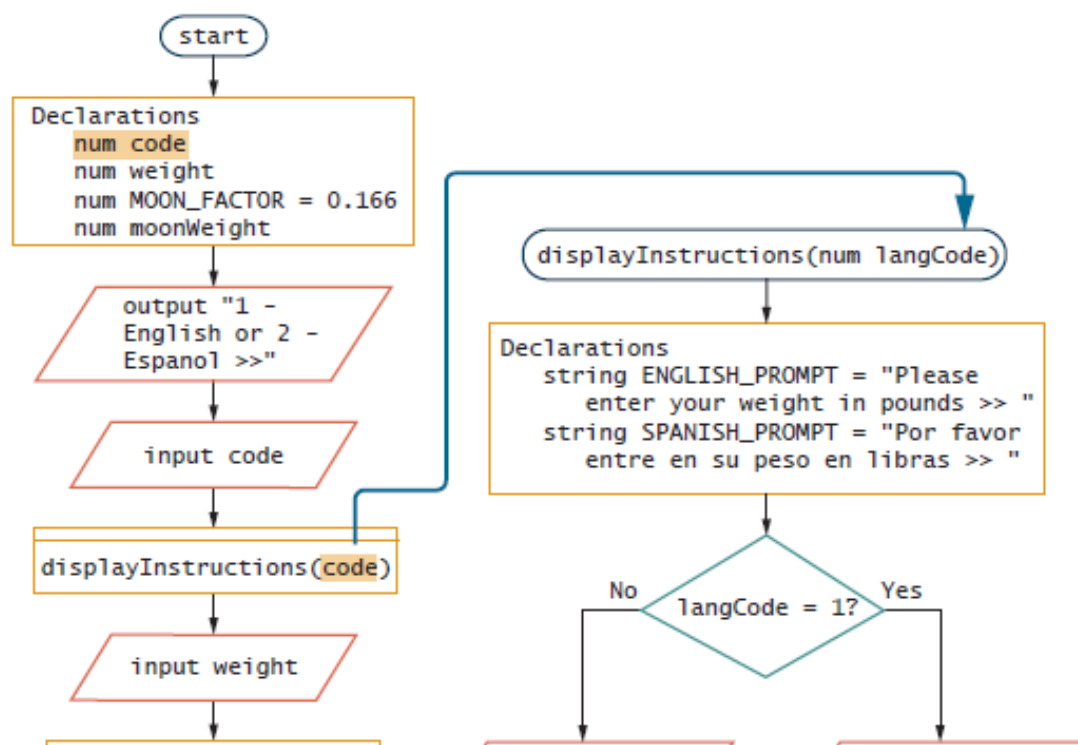 start
Declarations
num code
num weight
num MOON_FACTOR = 0.166
num moonWeight
output "1 -
English or 2 -
Espanol >>"
input code
displayInstructions(code)
input weight
displayInstructions(num langCode)
Declarations
string ENGLISH_PROMPT = "Please
enter your weight in pounds >> "
string SPANISH_PROMPT = "Por favor
entre en su peso en libras >> "
langCode = 1?
No
Yes